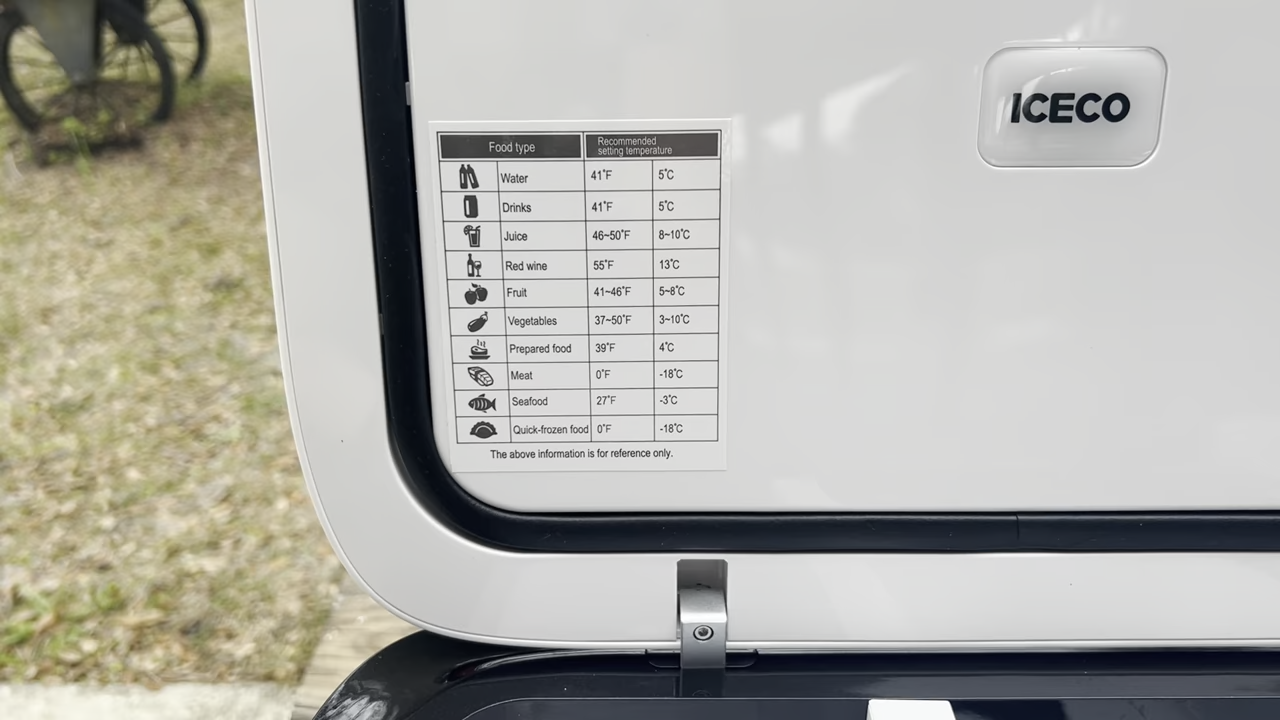 ICECO
Food type Recommended
setting temperature
Water 41°F 5°C
Drinks 41°F 5°C
Juice 46~50°F 8~10°C
Red wine 55°F 13°C
Fruit 41~46°F 5~8°C
Vegetables 37~50°F 3~10°C
Prepared food 39°F 4°C
Meat 0°F -18°C
Seafood 27°F -3°C
Quick-frozen food 0°F -18°C
The above information is for reference only.